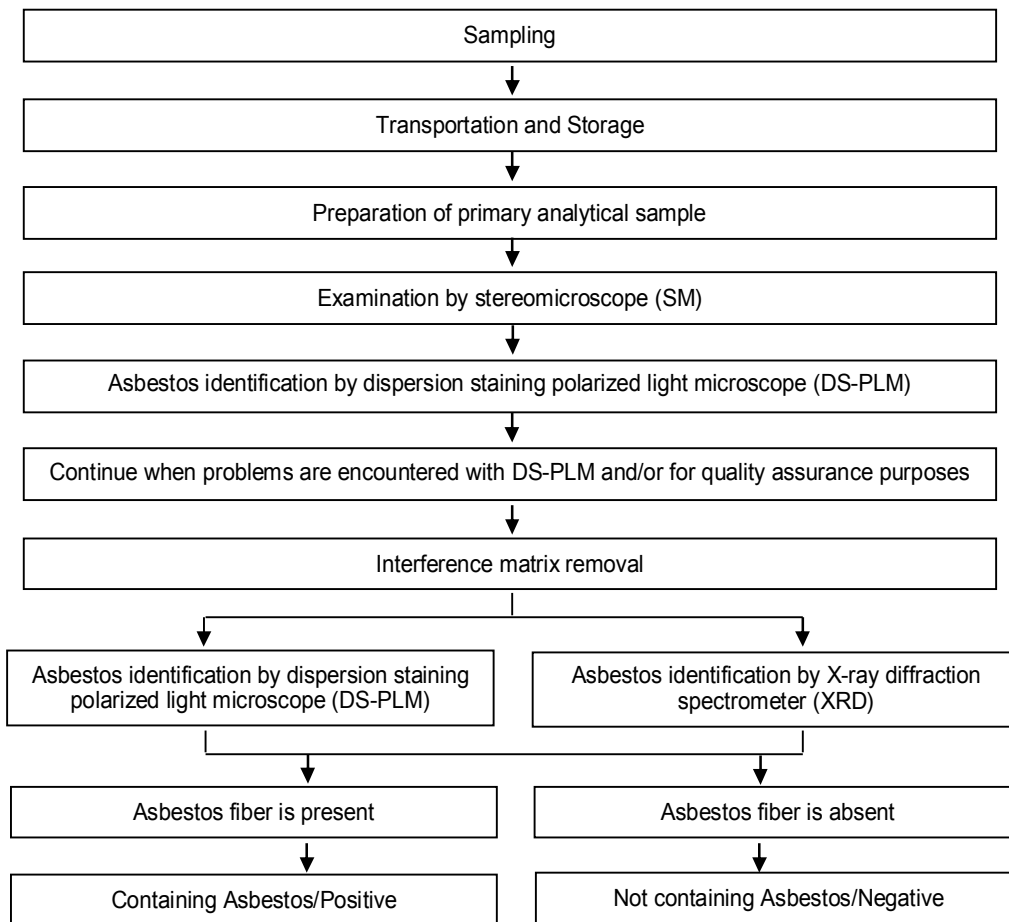 Sampling
Transportation and Storage
Preparation of primary analytical sample
Examination by stereomicroscope (SM)
Asbestos identification by dispersion staining polarized light microscope (DS-PLM)
Continue when problems are encountered with DS-PLM and/or for quality assurance purposes
Interference matrix removal
Asbestos identification by dispersion staining
polarized light microscope (DS-PLM)
Asbestos identification by X-ray diffraction
spectrometer (XRD)
Asbestos fiber is present
Asbestos fiber is absent
Containing Asbestos/Positive
Not containing Asbestos/Negative